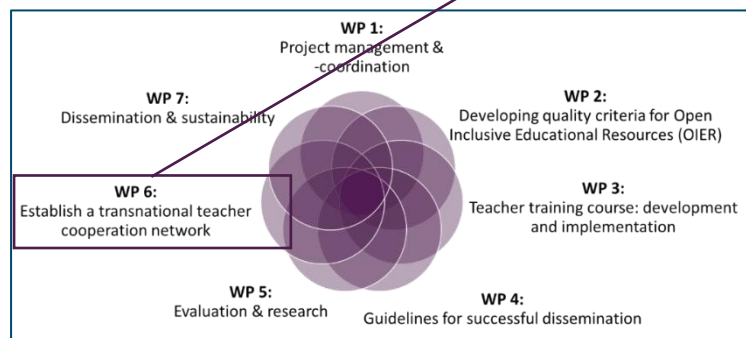 WP 1:
Project management &
-coordination
WP 2:
Developing quality criteria for Open
Inclusive Educational Resources (OIER)
WP 3:
Teacher training course: development
and implementation
WP 4:
Guidelines for successful dissemination
WP 5:
Evaluation & research
WP 6:
Establish a transnational teacher
cooperation network
WP 7:
Dissemination & sustainability